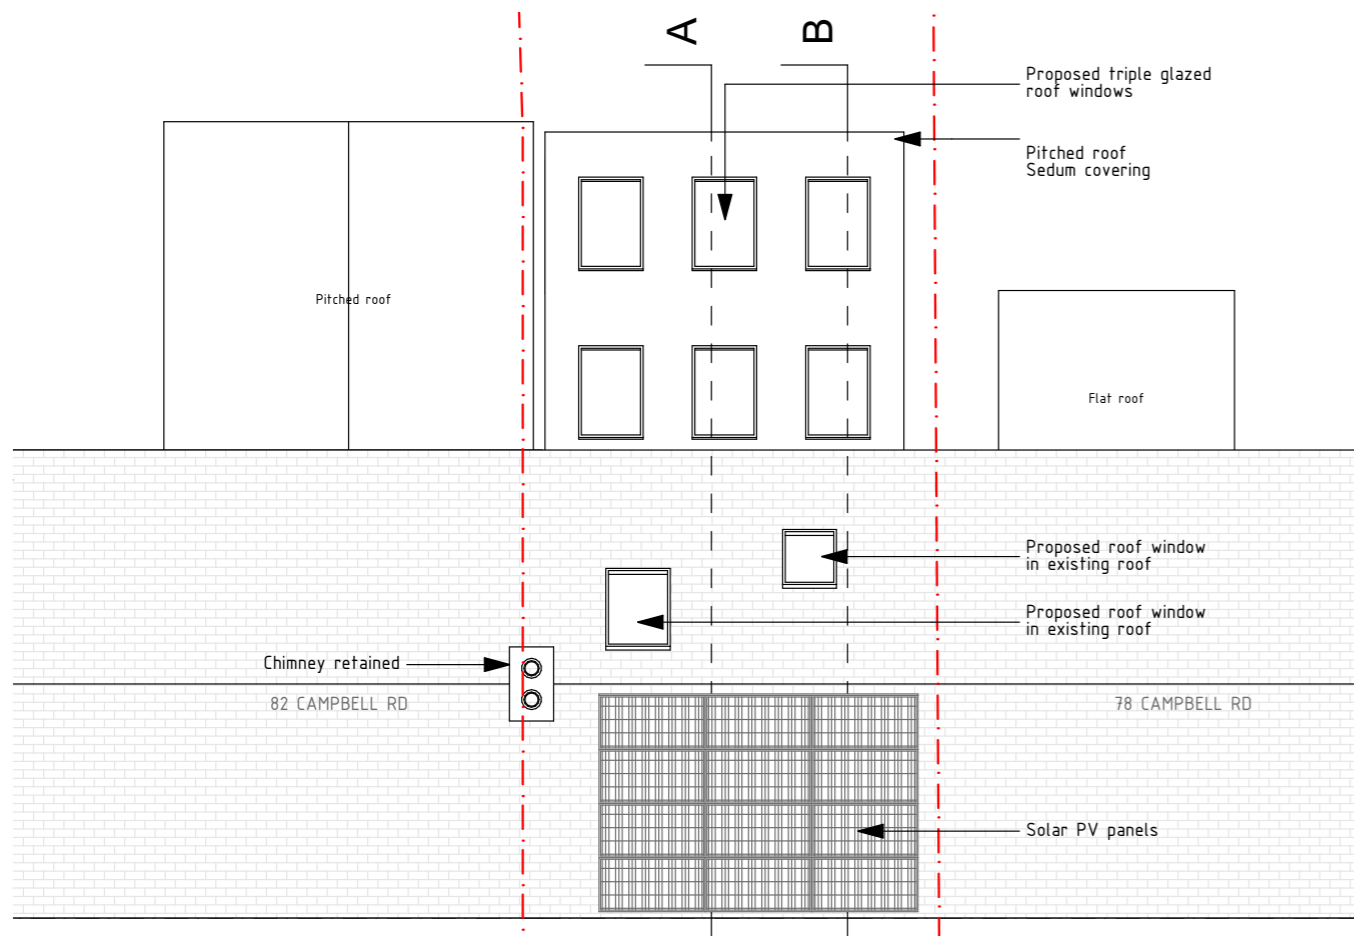 A
B
Proposed triple glazed
roof windows
Pitched roof
Sedum covering
Pitched roof
Flat roof
Proposed roof window
in existing roof
Proposed roof window
in existing roof
Chimney retained
82 CAMPBELL RD
78 CAMPBELL RD
Solar PV panels